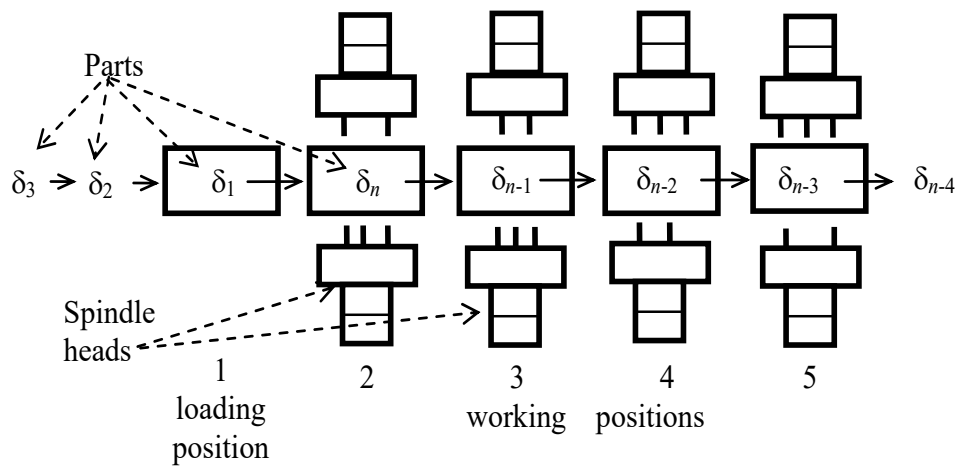 Parts
δ3 δ2 δ1 δn δn-1 δn-2 δn-3 δn-4
Spindle
heads
1 2 3 4 5
loading working positions
position